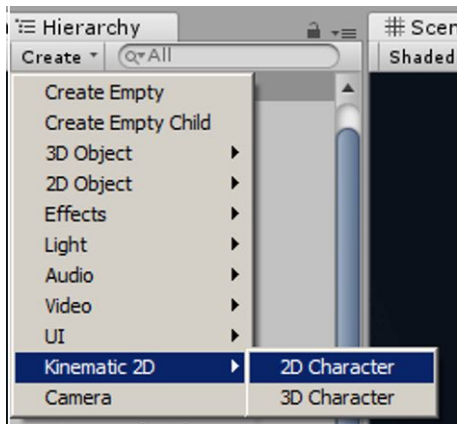 Hierarchy
# Scen
Create All
Shaded
Create Empty
Create Empty Child
3D Object
2D Object
Effects
Light
Audio
Video
UI
Kinematic 2D
2D Character
Camera
3D Character